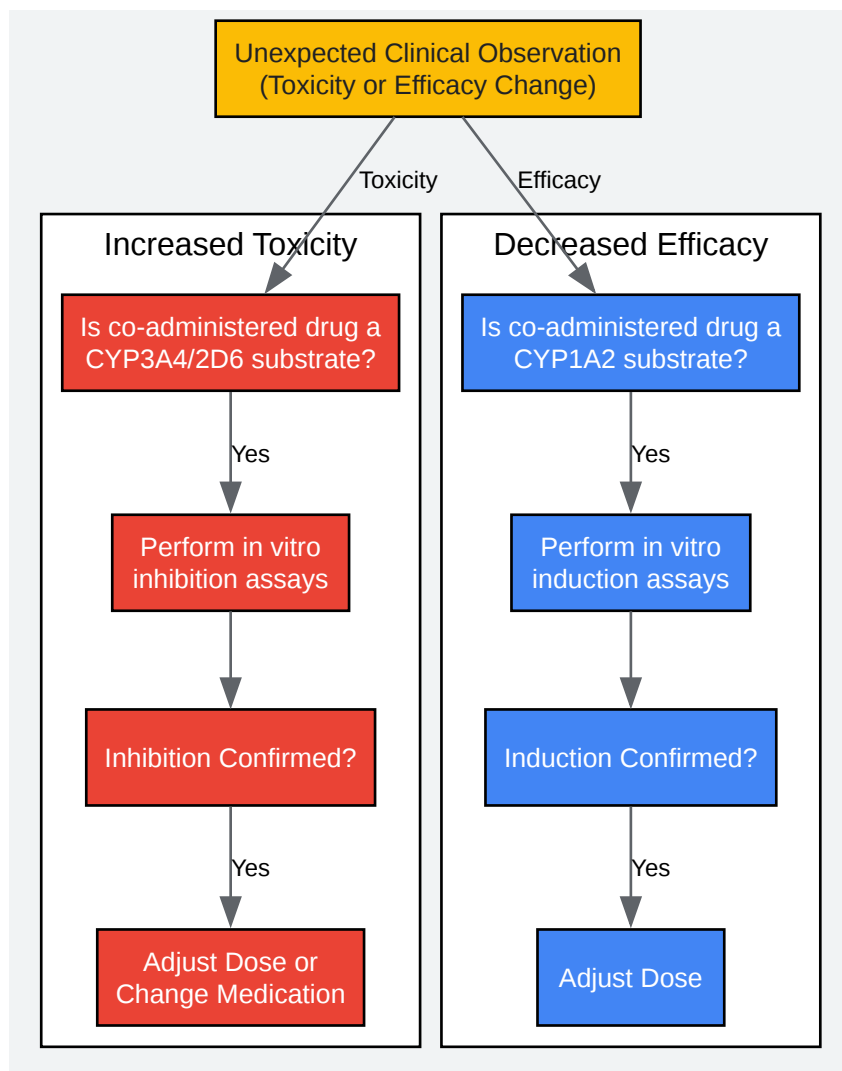 Unexpected Clinical Observation
(Toxicity or Efficacy Change)
Toxicity
Efficacy
Increased Toxicity
Is co-administered drug a
CYP3A4/2D6 substrate?
Yes
Perform in vitro
inhibition assays
Inhibition Confirmed?
Yes
Adjust Dose or
Change Medication
Decreased Efficacy
Is co-administered drug a
CYP1A2 substrate?
Yes
Perform in vitro
induction assays
Induction Confirmed?
Yes
Adjust Dose